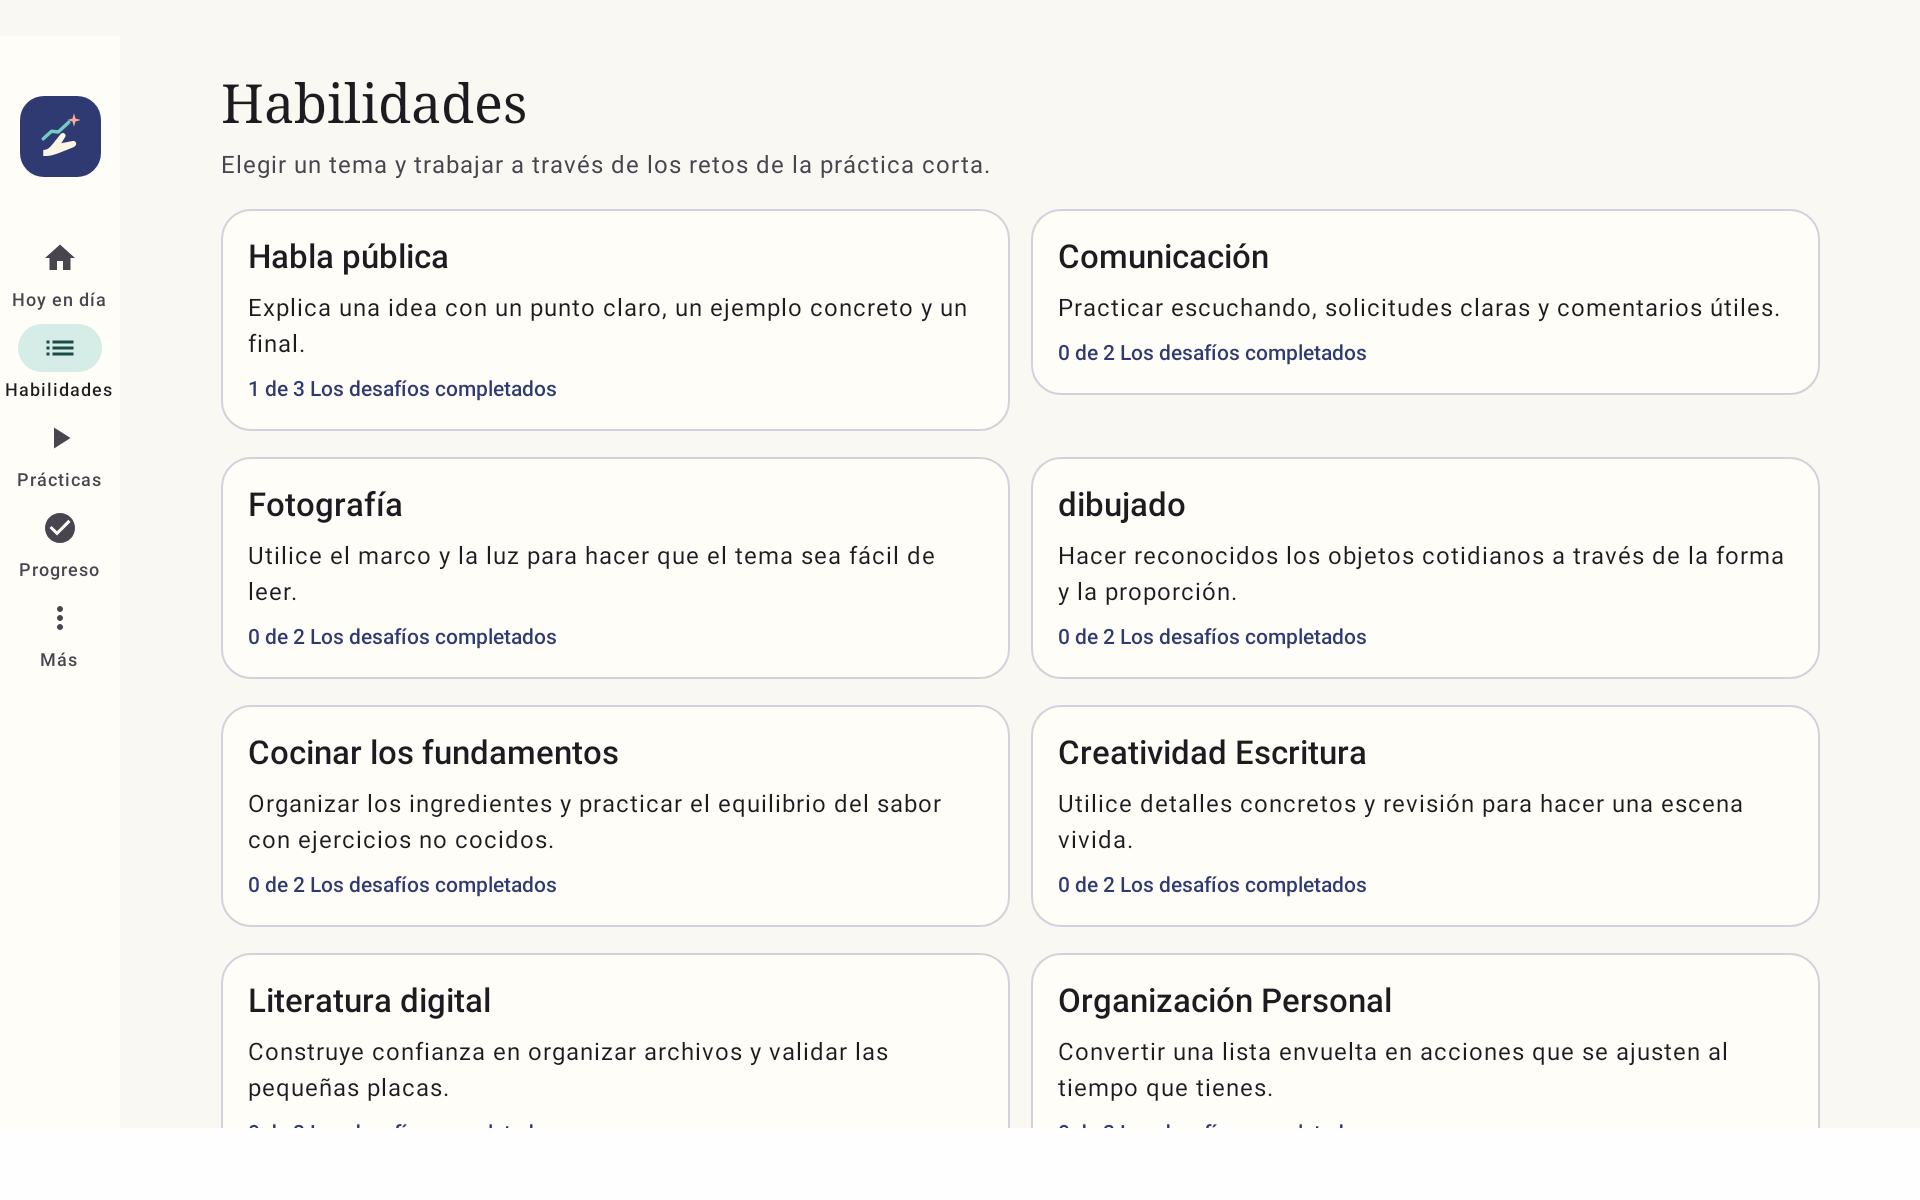 Habilidades
Elegir un tema y trabajar a través de los retos de la práctica corta.
Hoy en día
Habilidades
Prácticas
Progreso
Más
Habla pública
Explica una idea con un punto claro, un ejemplo concreto y un
final.
1 de 3 Los desafíos completados
Comunicación
Practicar escuchando, solicitudes claras y comentarios útiles.
0 de 2 Los desafíos completados
Fotografía
Utilice el marco y la luz para hacer que el tema sea fácil de
leer.
0 de 2 Los desafíos completados
dibujado
Hacer reconocidos los objetos cotidianos a través de la forma
y la proporción.
0 de 2 Los desafíos completados
Cocinar los fundamentos
Organizar los ingredientes y practicar el equilibrio del sabor
con ejercicios no cocidos.
0 de 2 Los desafíos completados
Creatividad Escritura
Utilice detalles concretos y revisión para hacer una escena
vivida.
0 de 2 Los desafíos completados
Literatura digital
Construye confianza en organizar archivos y validar las
pequeñas placas.
Organización Personal
Convertir una lista envuelta en acciones que se ajusten al
tiempo que tienes.